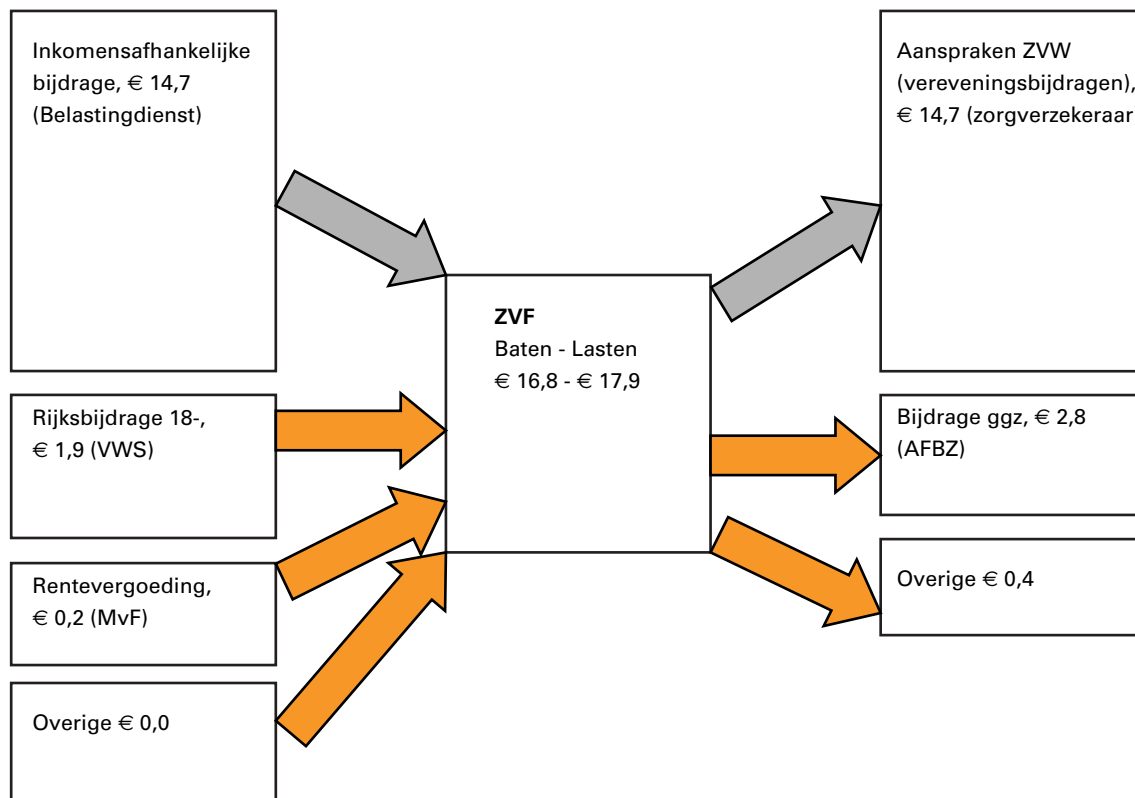 Inkomensafhankelijke
bijdrage, € 14,7
(Belastingdienst)
Rijksbijdrage 18-,
€ 1,9 (VWS)
Rentevergoeding,
€ 0,2 (MvF)
Overige € 0,0
ZVF
Baten - Lasten
€ 16,8 - € 17,9
Aanspraken ZVW
(vereveningsbijdragen),
€ 14,7 (zorgverzekeraar
Bijdrage ggz, € 2,8
(AFBZ)
Overige € 0,4